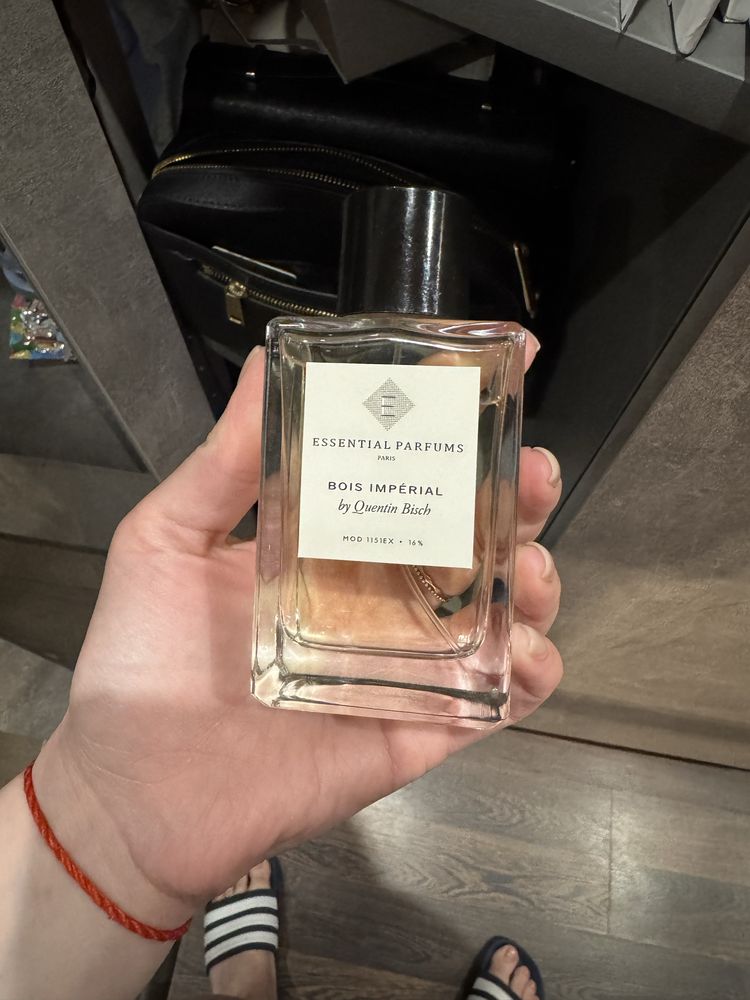 E
ESSENTIAL PARFUMS
PARIS
BOIS IMPÉRIAL
by Quentin Bisch
MOD 1151EX • 16%